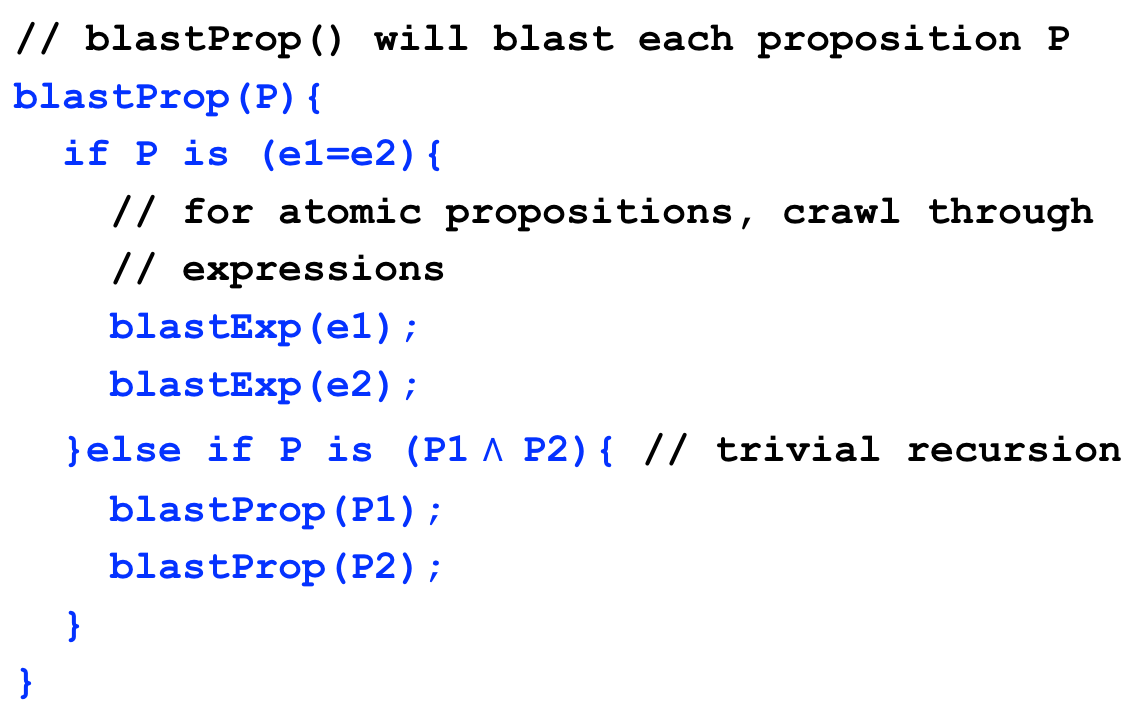 // blastProp() will blast each proposition P
blastProp(P){
if P is (e1=e2){
// for atomic propositions, crawl through
// expressions
blastExp(e1);
blastExp(e2);
}else if P is (P1 ∧ P2){ // trivial recursion
blastProp(P1);
blastProp(P2);
}
}